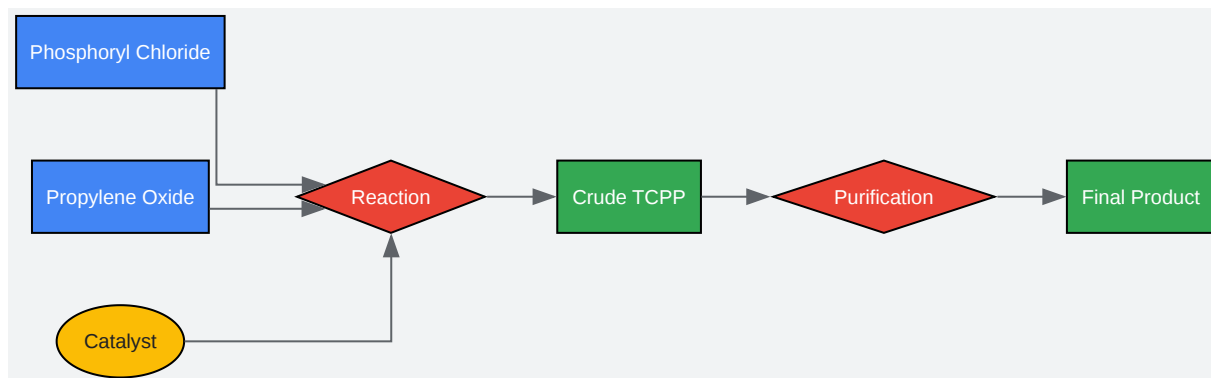 Phosphoryl Chloride
Propylene Oxide
Reaction
Crude TCPP
Purification
Final Product
Catalyst